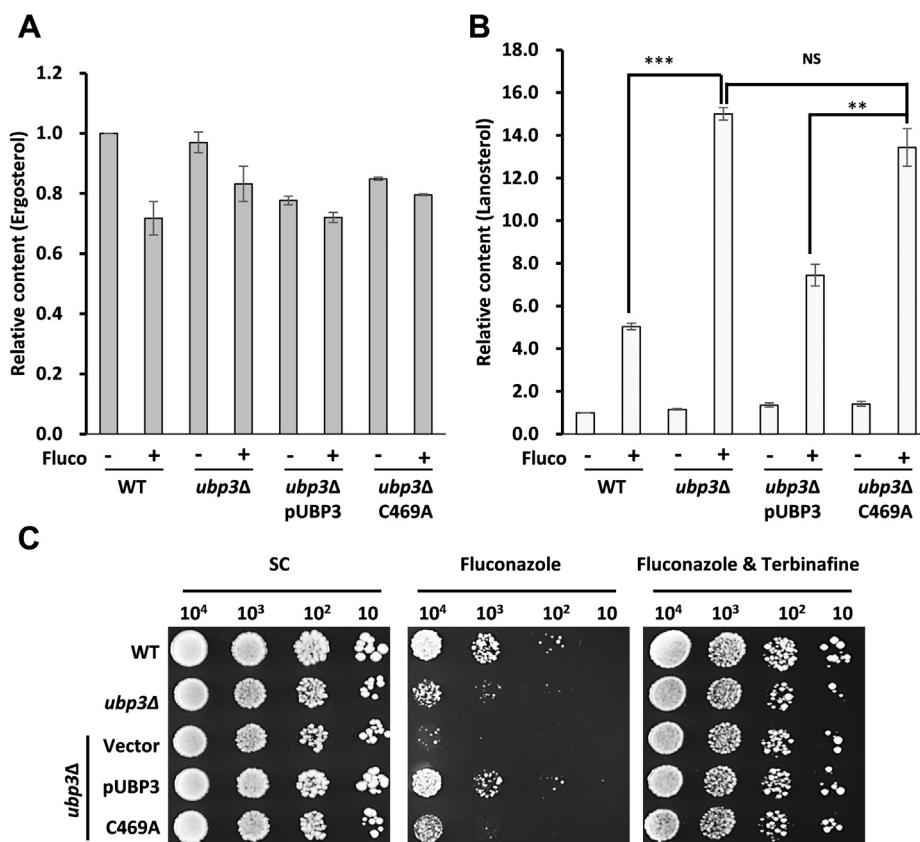 A
Relative content (Ergosterol)
1.2
1.0
0.8
0.6
0.4
0.2
0.0
Fluco - + - + - + - +
WT ubp3Δ ubp3Δ ubp3Δ
pUBP3 C469A
B
Relative content (Lanosterol)
18.0
16.0
14.0
12.0
10.0
8.0
6.0
4.0
2.0
0.0
*** NS
**
Fluco - + - + - + - +
WT ubp3Δ ubp3Δ ubp3Δ
pUBP3 C469A
C
SC Fluconazole Fluconazole & Terbinafine
10⁴ 10³ 10² 10 10⁴ 10³ 10² 10 10⁴ 10³ 10² 10
WT
ubp3Δ
ubp3Δ
Vector
pUBP3
C469A